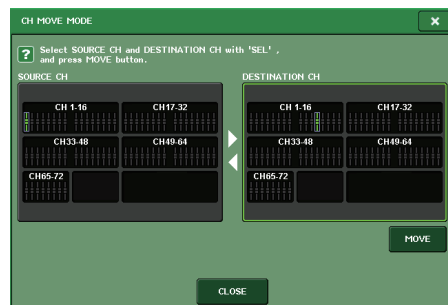 CH MOVE MODE
×
? Select SOURCE CH and DESTINATION CH with 'SEL' ,
and press MOVE button.
SOURCE CH
DESTINATION CH
CH 1-16
CH17-32
CH33-48
CH49-64
CH65-72
CH 1-16
CH17-32
CH33-48
CH49-64
CH65-72
MOVE
CLOSE